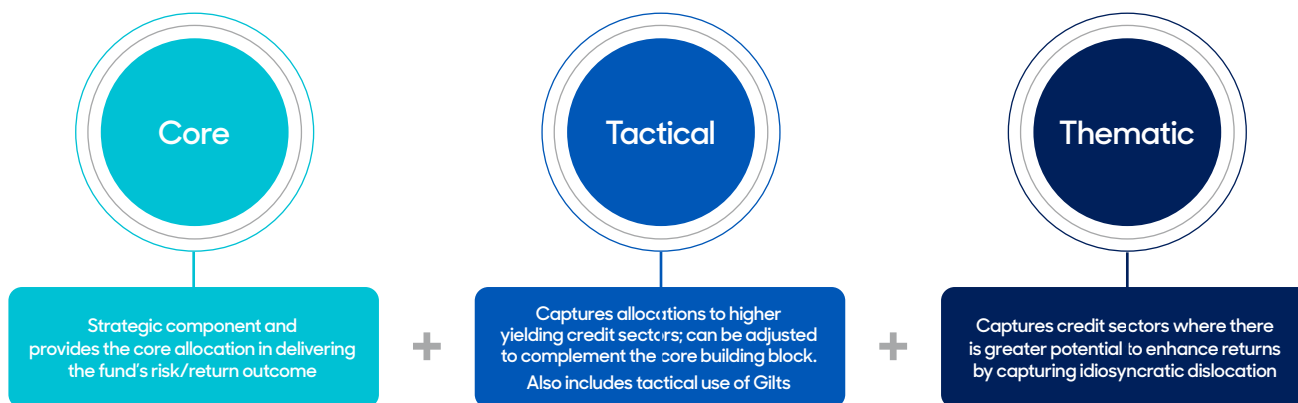 Core
Tactical
Thematic
Strategic component and
provides the core allocation in delivering
the fund's risk/return outcome
+
Captures allocations to higher
yielding credit sectors; can be adjusted
to complement the core building block.
Also includes tactical use of Gilts
+
Captures credit sectors where there
is greater potential to enhance returns
by capturing idiosyncratic dislocation